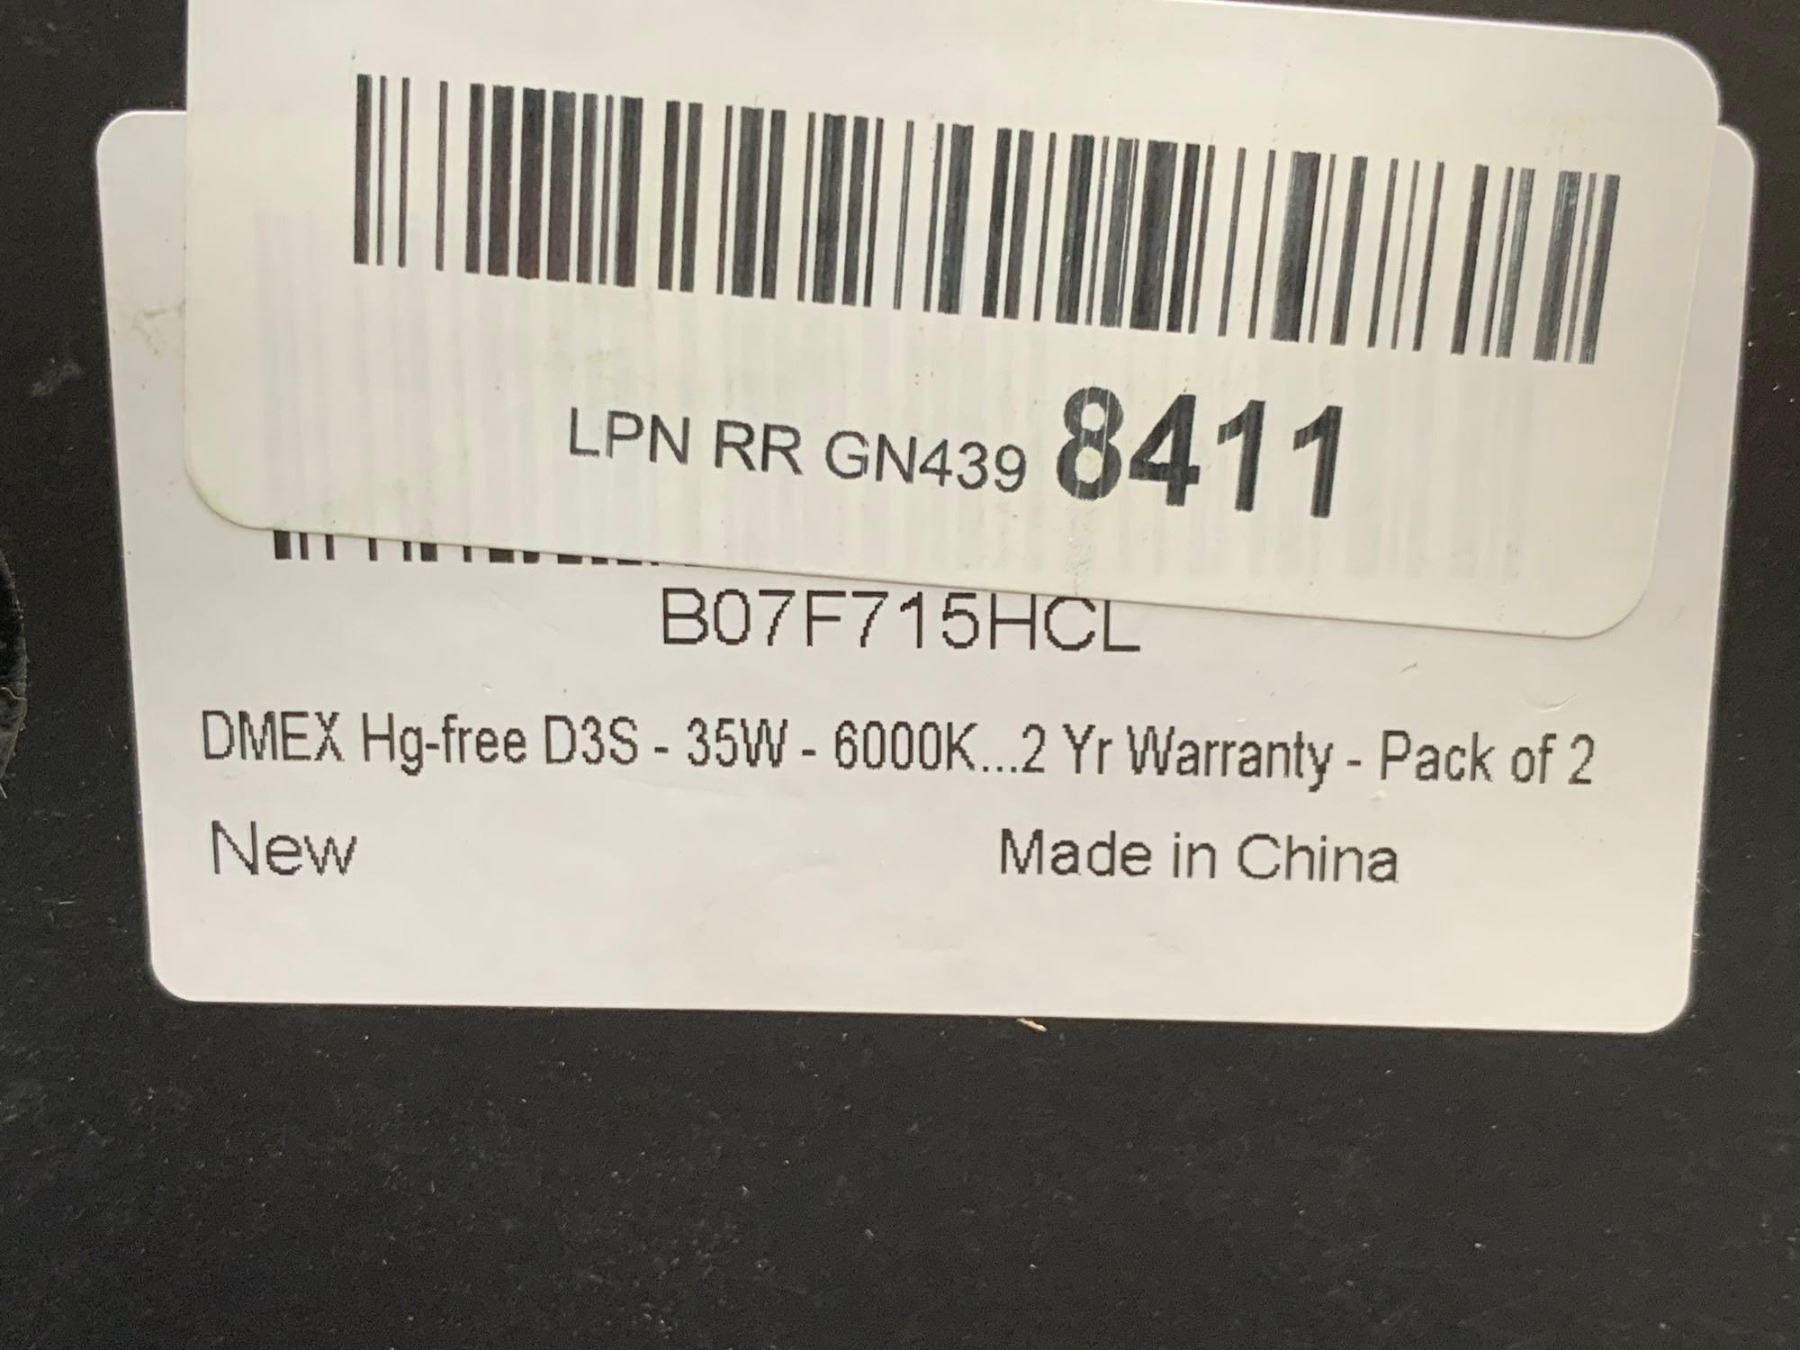 LPN RR GN439 8411
B07F715HCL
DMEX Hg-free D3S - 35W - 6000K...2 Yr Warranty - Pack of 2
New Made in China